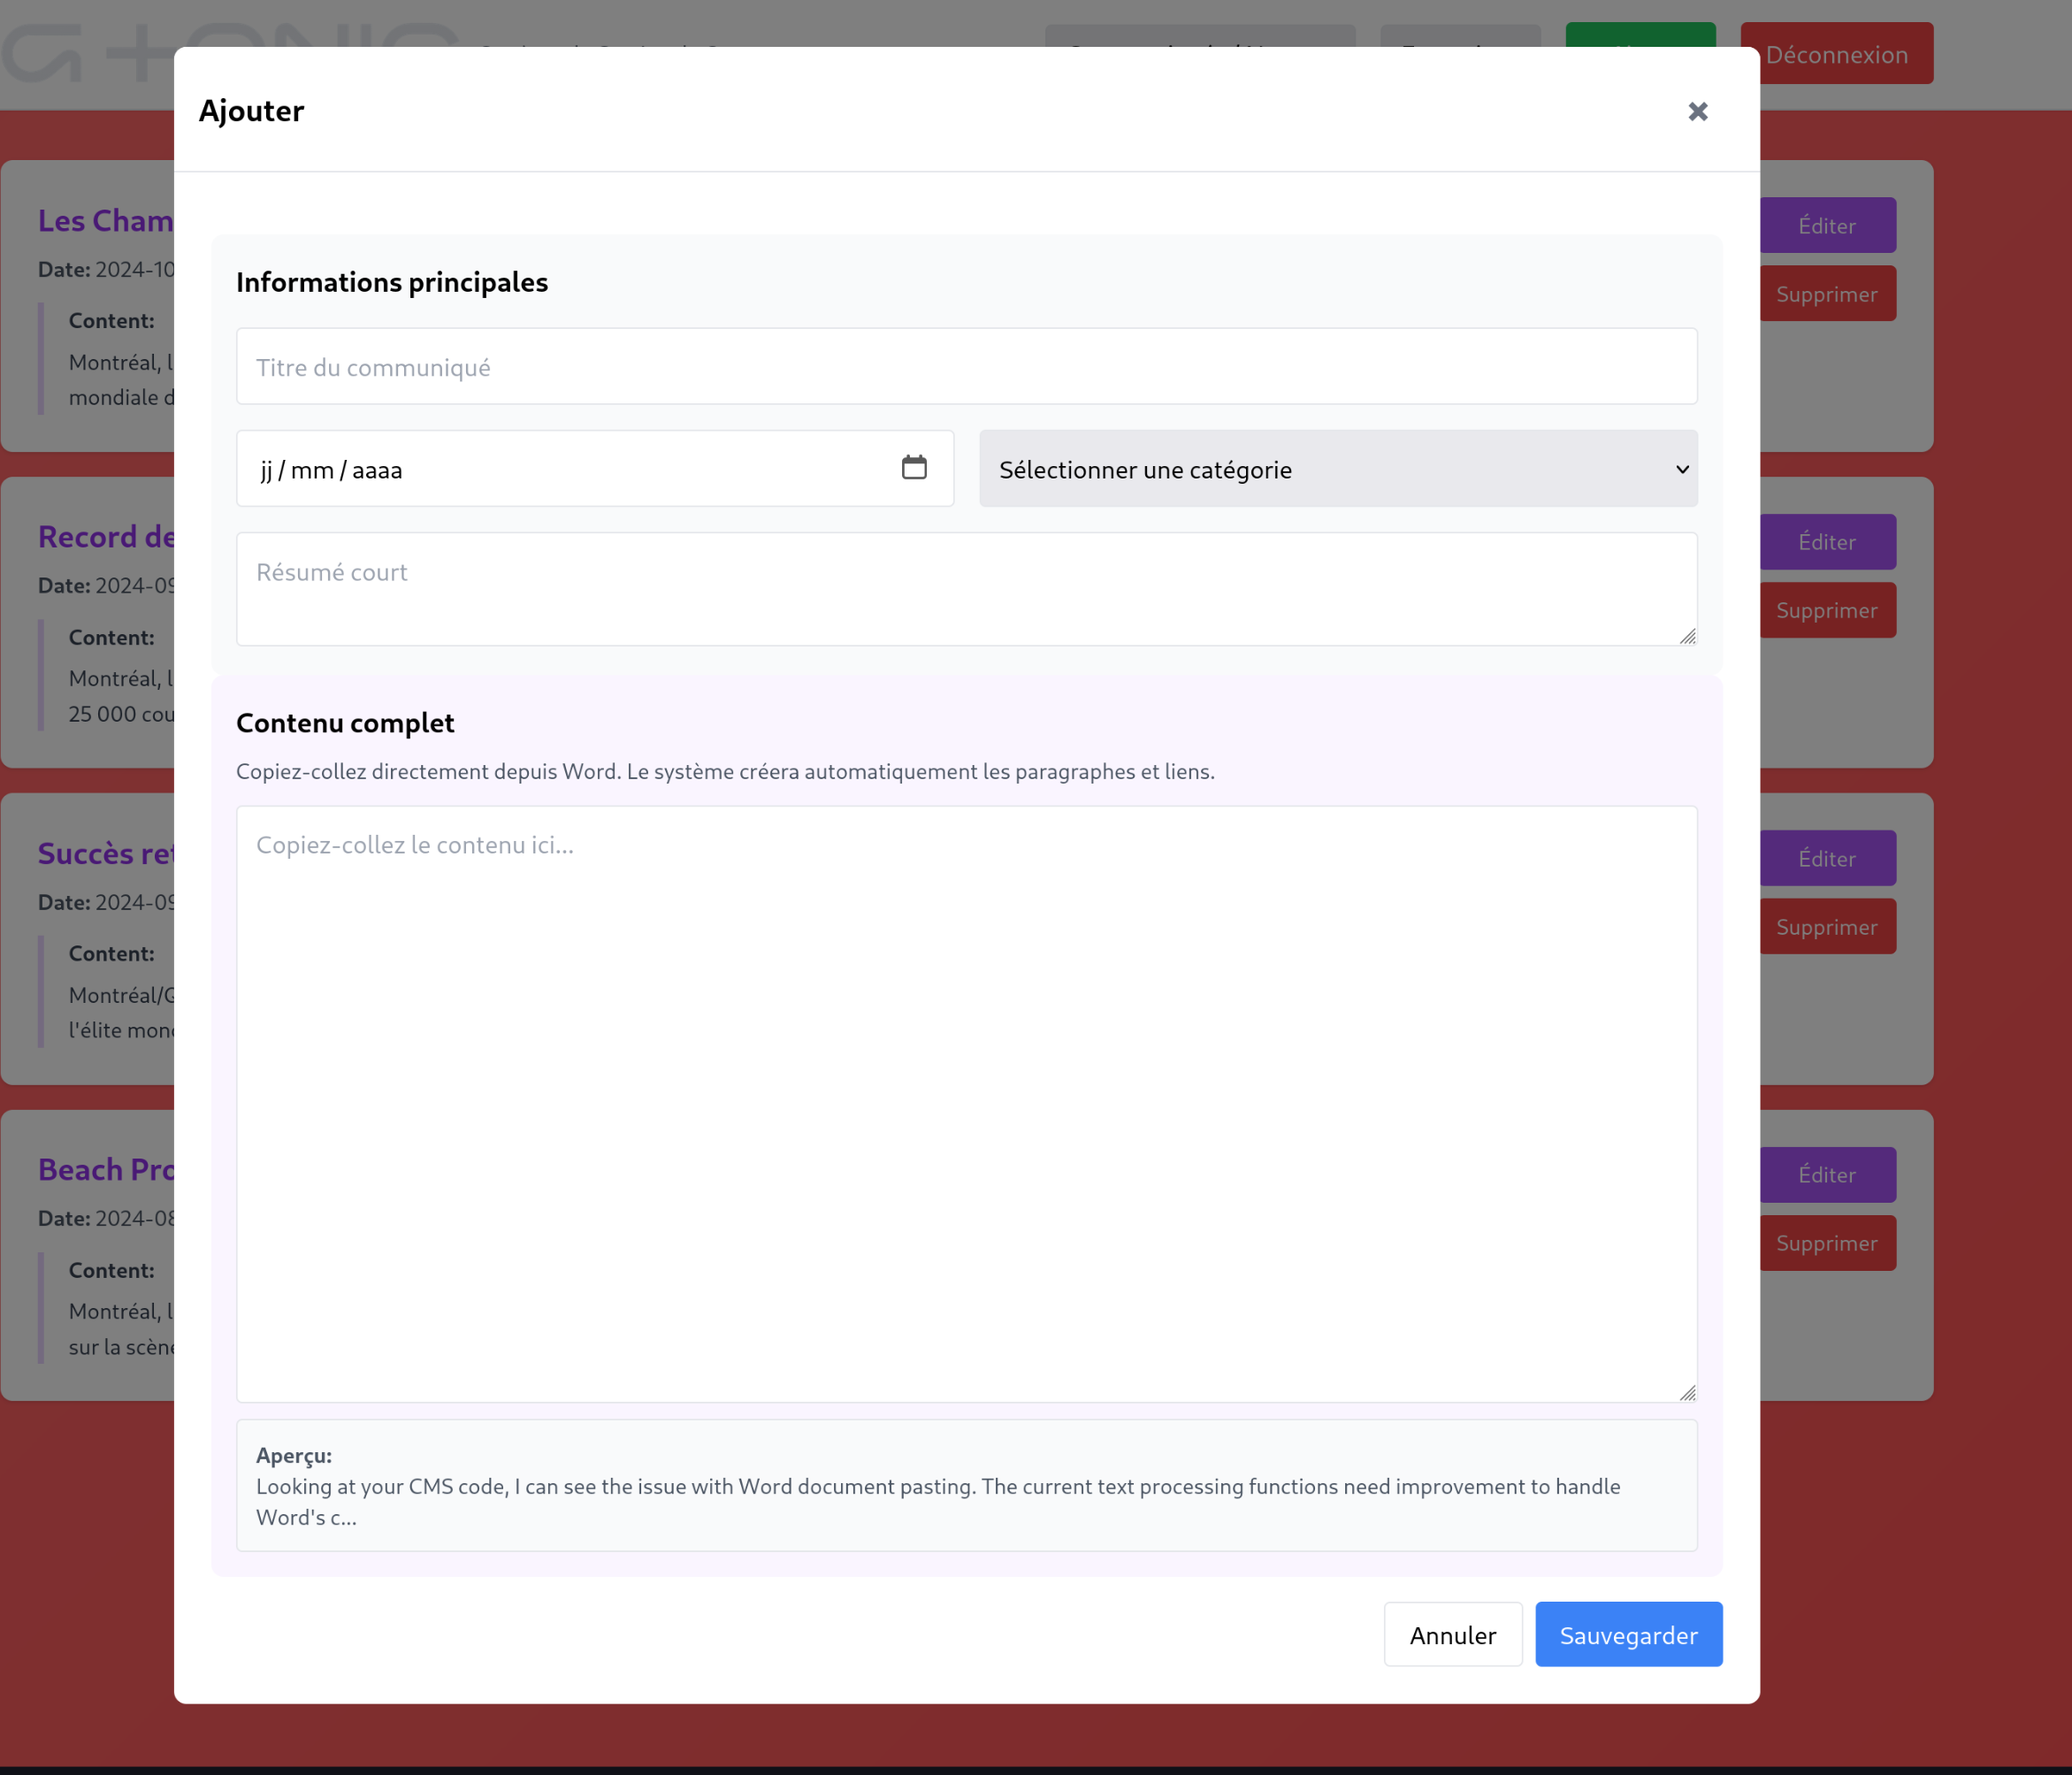 Déconnexion
Ajouter
Les Cham
Date: 2024-10
Content:
Montréal, l
mondiale d
Éditer
Supprimer
Informations principales
Titre du communiqué
jj / mm / aaaa
Sélectionner une catégorie
Résumé court
Record de
Date: 2024-09
Content:
Montréal, l
25 000 cou
Éditer
Supprimer
Contenu complet
Copiez-collez directement depuis Word. Le système créera automatiquement les paragraphes et liens.
Copiez-collez le contenu ici...
Succès ret
Date: 2024-09
Content:
Montréal/Q
l'élite mon
Éditer
Supprimer
Beach Pro
Date: 2024-08
Content:
Montréal, l
sur la scène
Éditer
Supprimer
Aperçu:
Looking at your CMS code, I can see the issue with Word document pasting. The current text processing functions need improvement to handle
Word's c...
Annuler
Sauvegarder